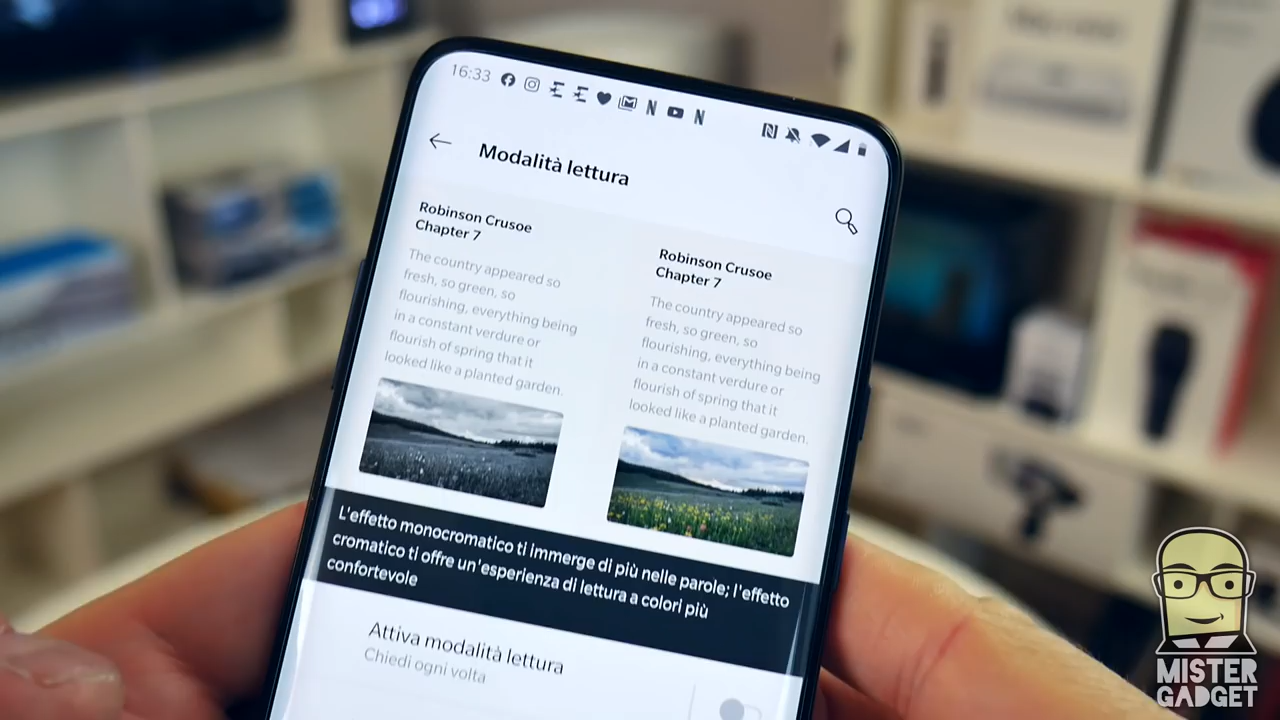 16:33
Modalità lettura
Robinson Crusoe
Chapter 7
The country appeared so
fresh, so green, so
flourishing, everything being
in a constant verdure or
flourish of spring that it
looked like a planted garden.
Robinson Crusoe
Chapter 7
The country appeared so
fresh, so green, so
flourishing, everything being
in a constant verdure or
flourish of spring that it
looked like a planted garden.
L'effetto monocromatico ti immerge di più nelle parole; l'effetto
cromatico ti offre un'esperienza di lettura a colori più
confortevole
Attiva modalità lettura
Chiedi ogni volta
MISTER
GADGET